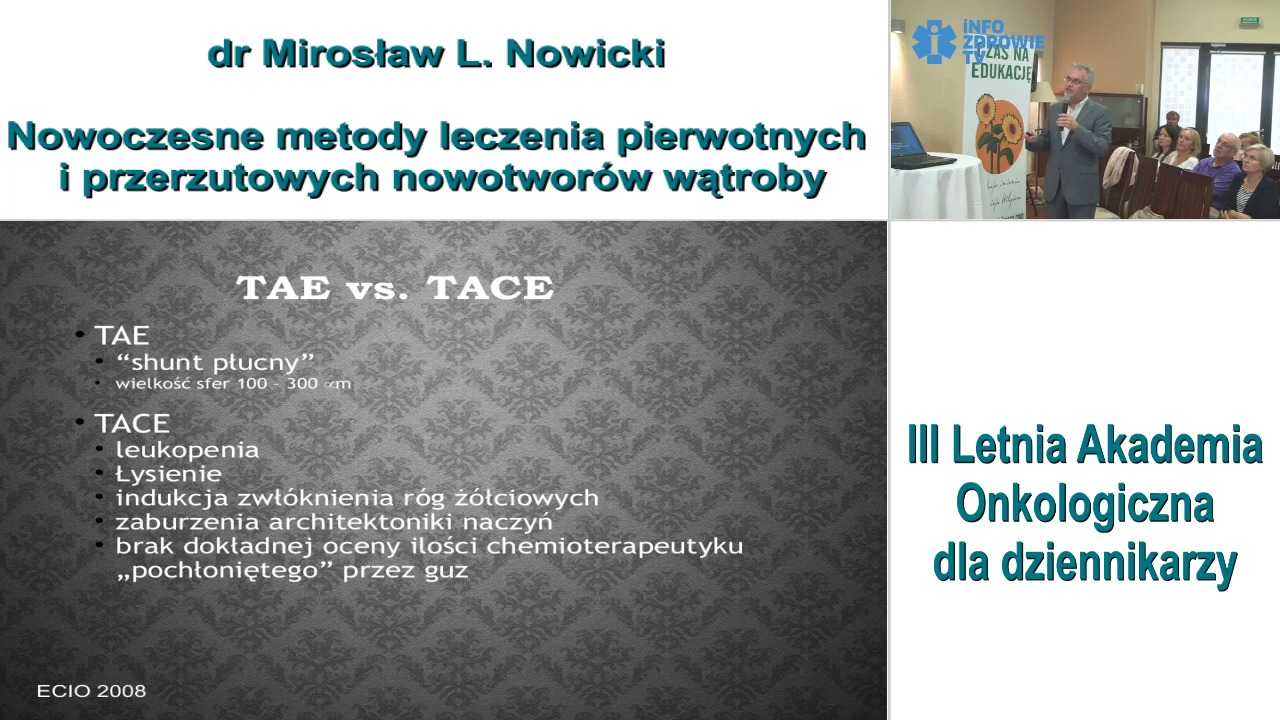 dr Mirosław L. Nowicki
Nowoczesne metody leczenia pierwotnych
i przerzutowych nowotworów wątroby
iNFO
ZDROWIE
TV
CZAS NA
EDUKACJĘ
TAE vs. TACE
• TAE
• “shunt płucny”
• wielkość sfer 100 - 300 ∝m
• TACE
• leukopenia
• Łysienie
• indukcja zwłóknienia róg żółciowych
• zaburzenia architektoniki naczyń
• brak dokładnej oceny ilości chemioterapeutyku
„pochłoniętego” przez guz
ECIO 2008
III Letnia Akademia
Onkologiczna
dla dziennikarzy